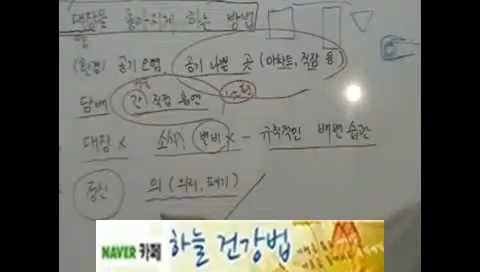 대장을 좋아지게 하는 방법
(환경) 공기 오염, 공기 나쁜 곳 (아파트, 직장 등)
담배 간 직접 흡연
대장 x 소식? 변비 x - 규칙적인 배변 습관
정신 의 (의리, 패기)
NAVER 카페 하늘 건강법